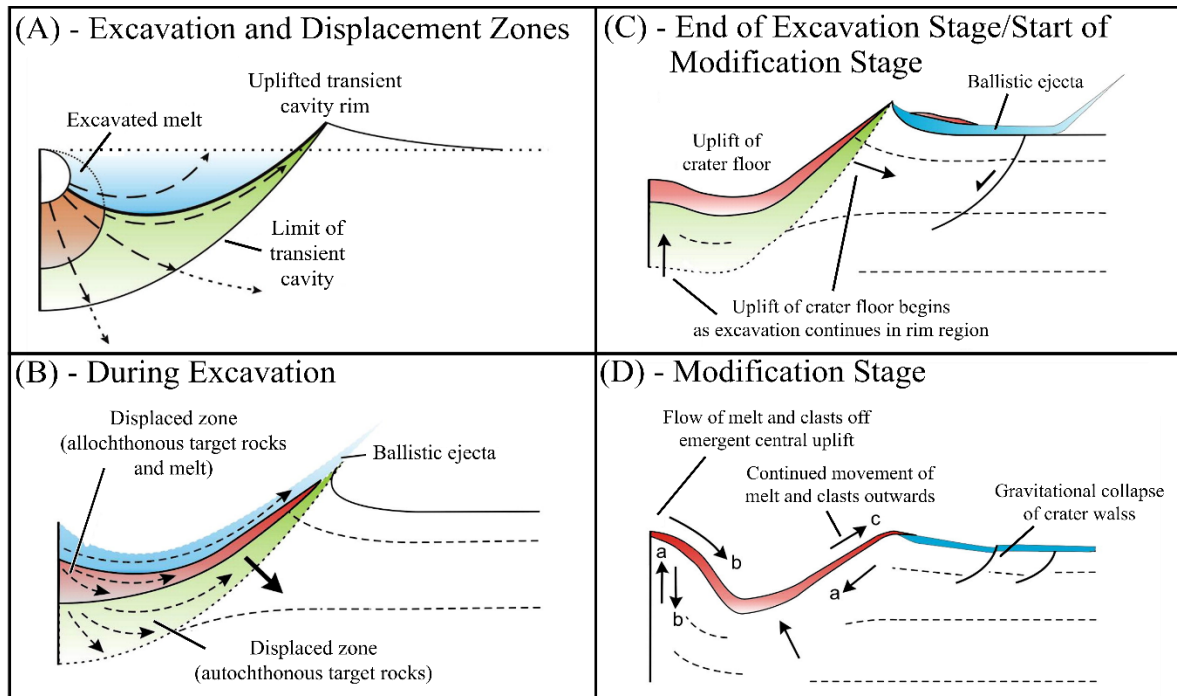 (A) - Excavation and Displacement Zones
Uplifted transient
cavity rim
Excavated melt
Limit of
transient
cavity
(B) - During Excavation
Displaced zone
(allochthonous target rocks
and melt)
Ballistic ejecta
Displaced zone
(autochthonous target rocks)
(C) - End of Excavation Stage/Start of
Modification Stage
Ballistic ejecta
Uplift of
crater floor
Uplift of crater floor begins
as excavation continues in rim region
(D) - Modification Stage
Flow of melt and clasts off
emergent central uplift
Continued movement of
melt and clasts outwards
Gravitational collapse
of crater walss
c
a
b
a
b